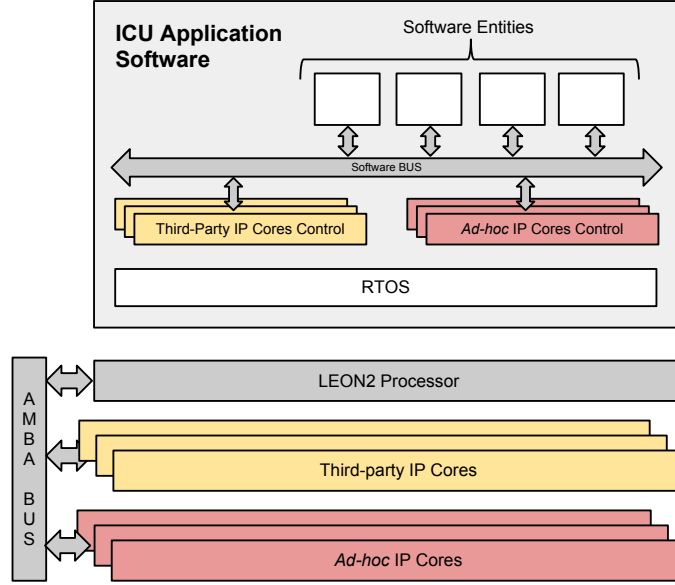 ICU Application
Software
Software Entities
Software BUS
Third-Party IP Cores Control
Ad-hoc IP Cores Control
RTOS
AMBA BUS
LEON2 Processor
Third-party IP Cores
Ad-hoc IP Cores